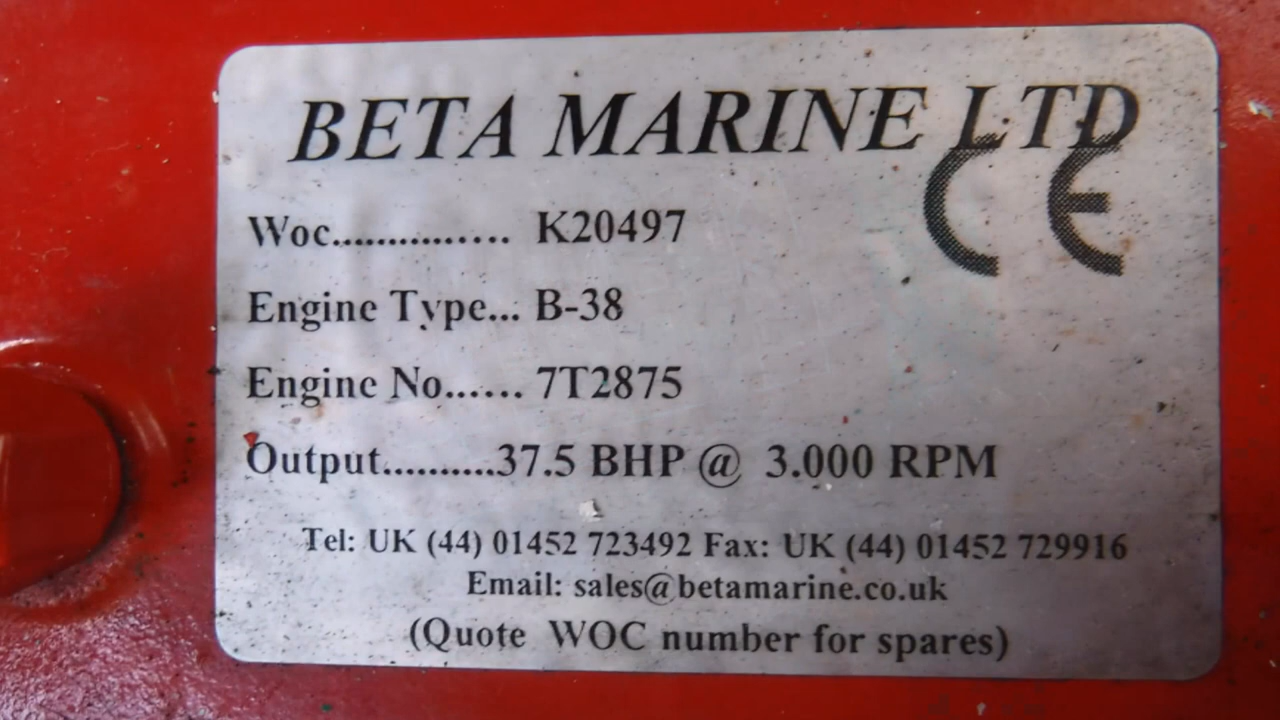 BETA MARINE LTD
CE
Woc................ K20497
Engine Type... B-38
Engine No...... 7T2875
Output..........37.5 BHP @ 3.000 RPM
Tel: UK (44) 01452 723492 Fax: UK (44) 01452 729916
Email: sales@betamarine.co.uk
(Quote WOC number for spares)